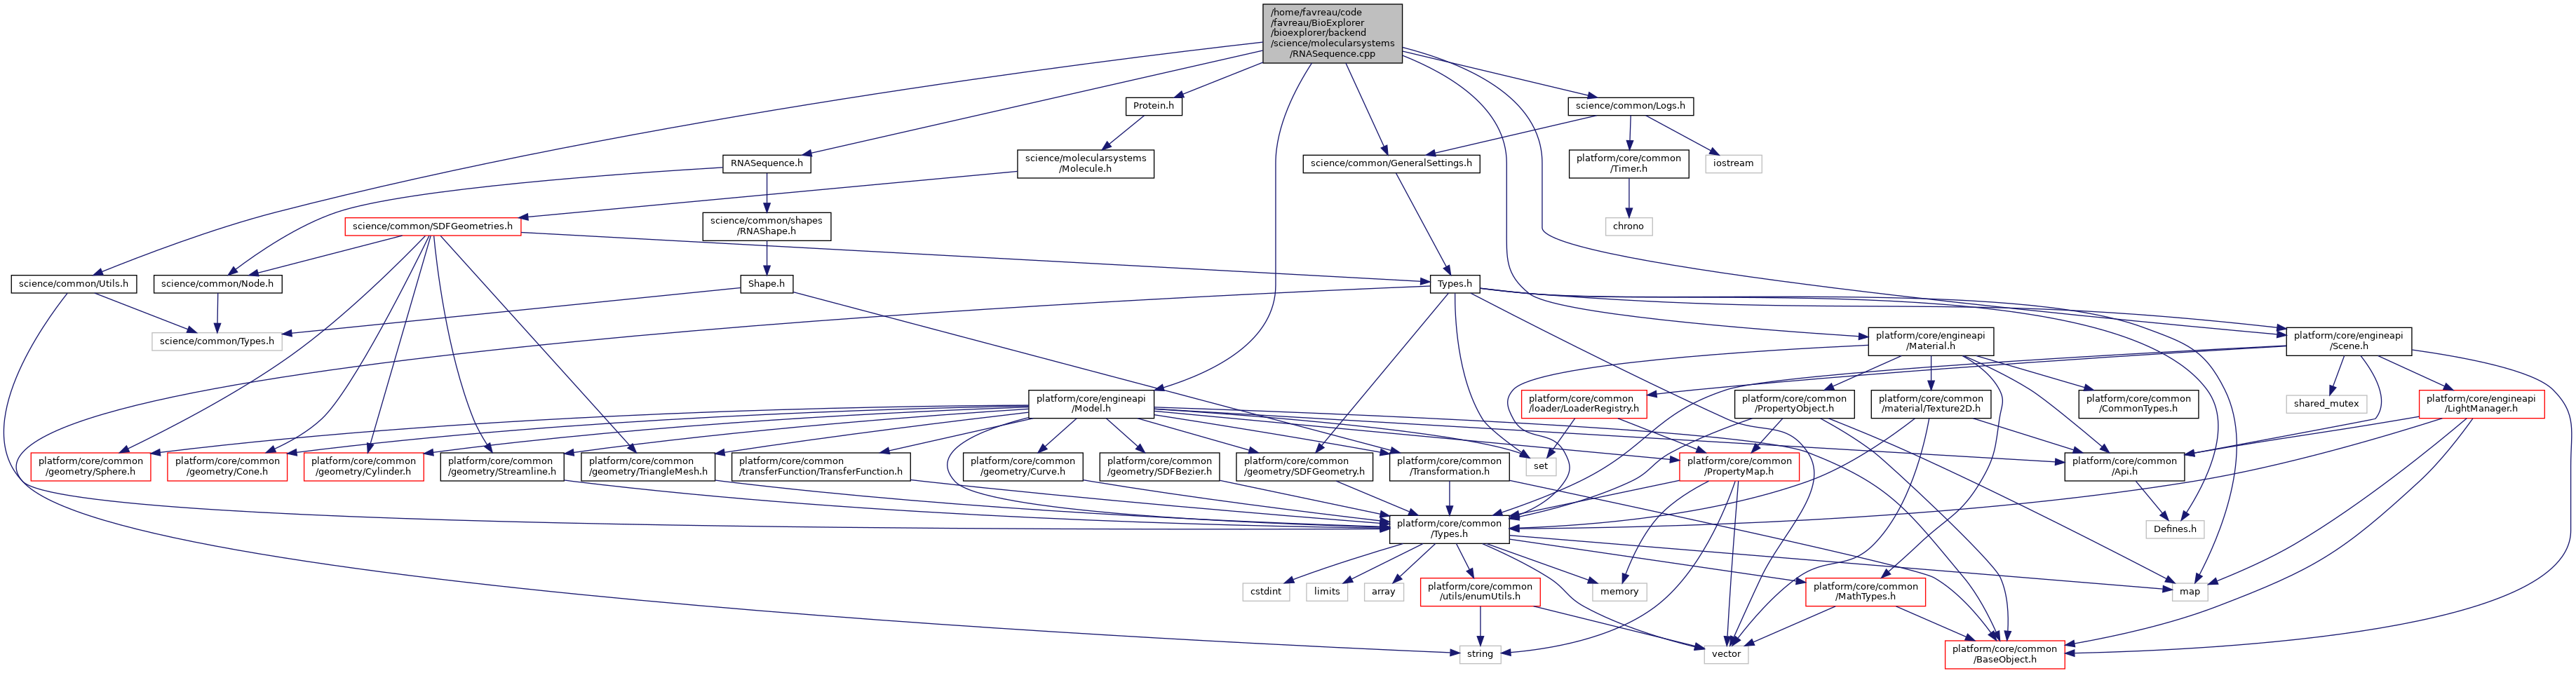 /home/favreau/code
/favreau/BioExplorer
/bioexplorer/backend
/science/molecularsystems
/RNASequence.cpp
Protein.h
science/common/Logs.h
RNASequence.h
science/molecularsystems
/Molecule.h
science/common/GeneralSettings.h
platform/core/common
/Timer.h
iostream
science/common/SDFGeometries.h
science/common/shapes
/RNAShape.h
chrono
science/common/Utils.h
science/common/Node.h
Shape.h
Types.h
science/common/Types.h
platform/core/engineapi
/Material.h
platform/core/engineapi
/Scene.h
platform/core/engineapi
/Model.h
platform/core/common
/loader/LoaderRegistry.h
platform/core/common
/PropertyObject.h
platform/core/common
/material/Texture2D.h
platform/core/common
/CommonTypes.h
shared_mutex
platform/core/engineapi
/LightManager.h
platform/core/common
/geometry/Sphere.h
platform/core/common
/geometry/Cone.h
platform/core/common
/geometry/Cylinder.h
platform/core/common
/geometry/Streamline.h
platform/core/common
/geometry/TriangleMesh.h
platform/core/common
/transferFunction/TransferFunction.h
platform/core/common
/geometry/Curve.h
platform/core/common
/geometry/SDFBezier.h
platform/core/common
/geometry/SDFGeometry.h
platform/core/common
/Transformation.h
set
platform/core/common
/PropertyMap.h
platform/core/common
/Api.h
platform/core/common
/Types.h
Defines.h
cstdint
limits
array
platform/core/common
/utils/enumUtils.h
memory
platform/core/common
/MathTypes.h
map
string
vector
platform/core/common
/BaseObject.h